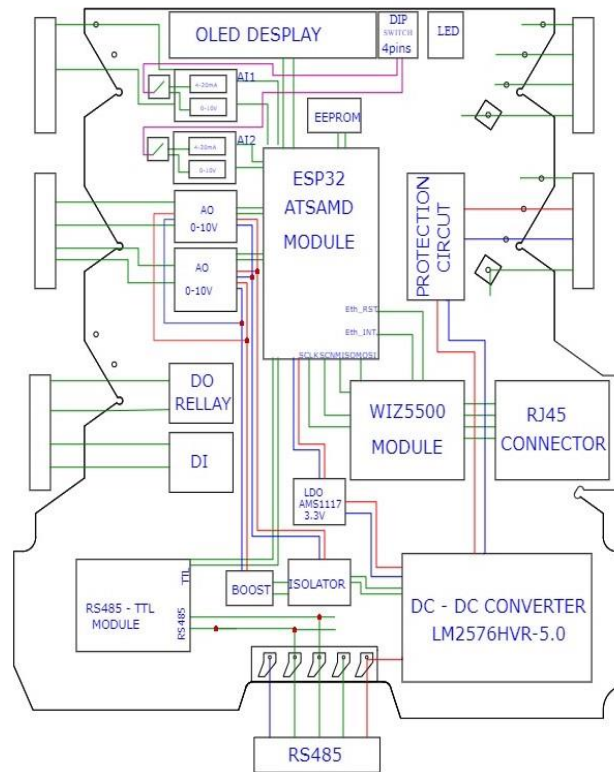 OLED DESPLAY
DIP
SWITCH
4pins
LED
AI1
4-20mA
0-10V
EEPROM
AI2
4-20mA
0-10V
ESP32
ATSAMD
MODULE
PROTECTION
CIRCUT
AO
0-10V
AO
0-10V
Eth_RST
Eth_INT
SCLKSCNMISOMOSI
DO
RELLAY
DI
WIZ5500
MODULE
RJ45
CONNECTOR
LDO
AMS1117
3.3V
RS485 - TTL
MODULE
TTL
RS485
BOOST
ISOLATOR
DC - DC CONVERTER
LM2576HVR-5.0
RS485